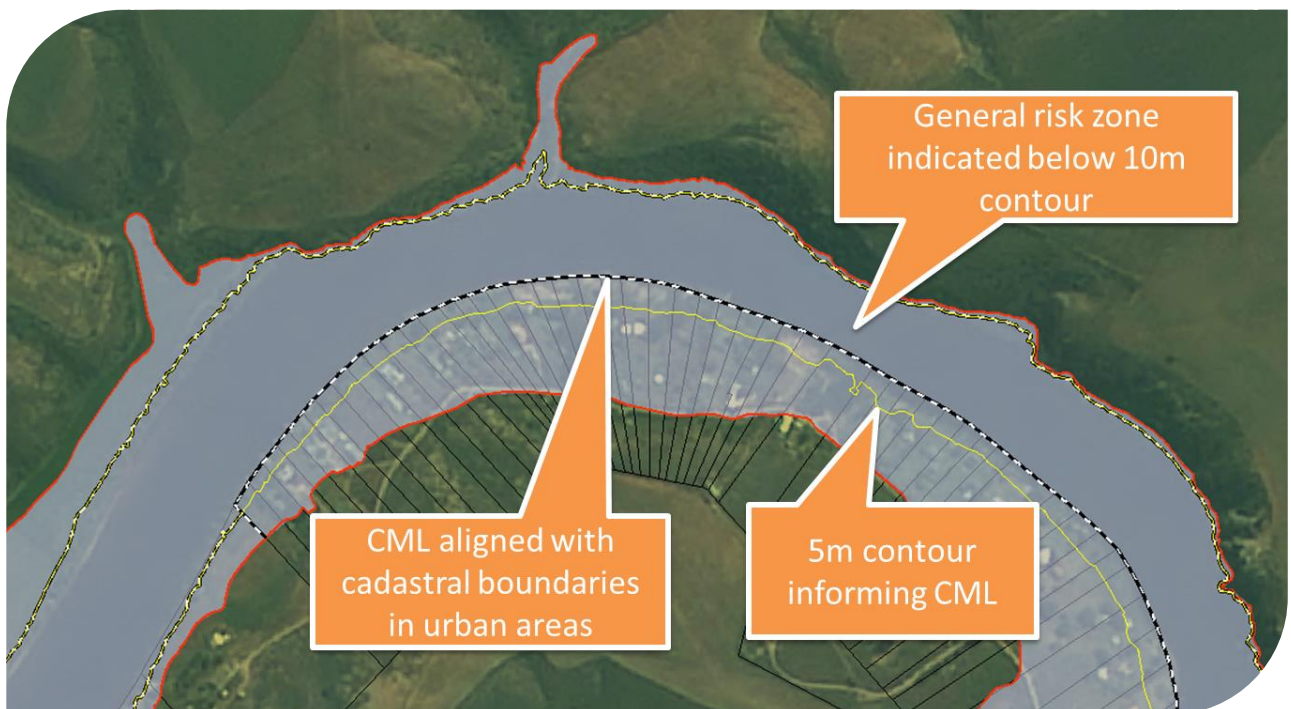 General risk zone
indicated below 10m
contour
CML aligned with
cadastral boundaries
in urban areas
5m contour
informing CML